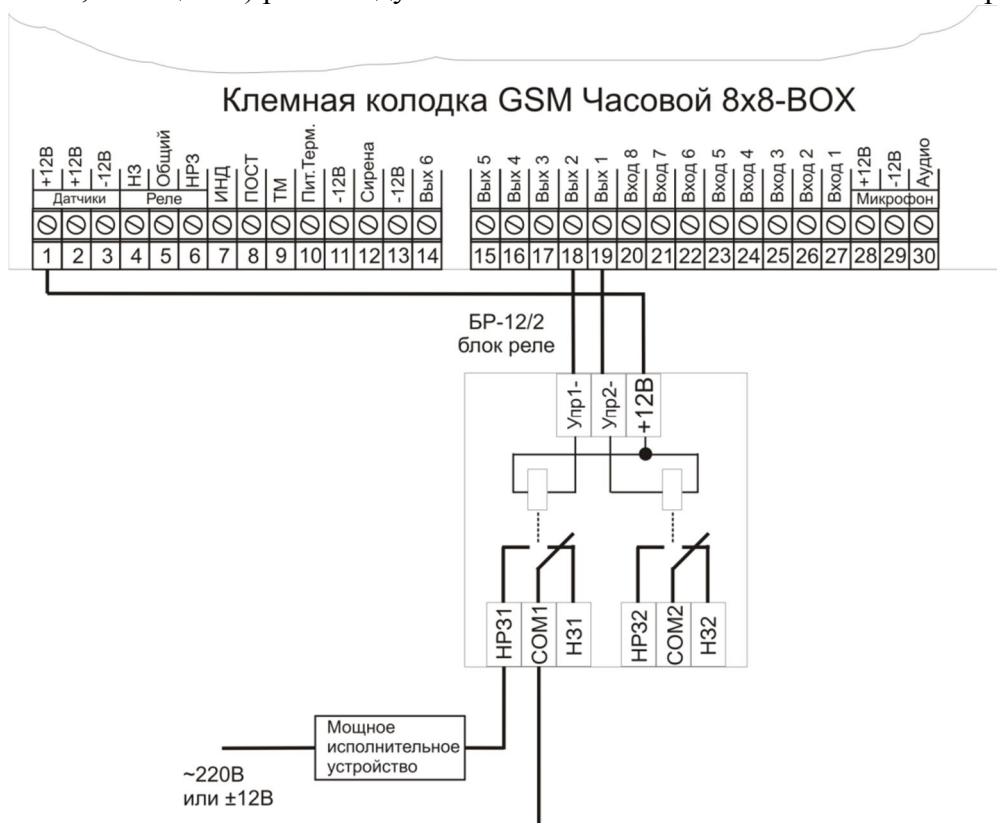 Клемная колодка GSM Часовой 8x8-BOX
+12В
+12В
-12В
НЗ
Общий
НРЗ
ИНД
ПОСТ
ТМ
Пит.Терм.
-12В
Сирена
-12В
Вых 6
Вых 5
Вых 4
Вых 3
Вых 2
Вых 1
Вход 8
Вход 7
Вход 6
Вход 5
Вход 4
Вход 3
Вход 2
Вход 1
+12В
-12В
Аудио
Датчики
Реле
Микрофон
1 2 3 4 5 6 7 8 9 10 11 12 13 14 15 16 17 18 19 20 21 22 23 24 25 26 27 28 29 30
БР-12/2
блок реле
Упр1-
Упр2-
+12В
НР31
СОМ1
Н31
НР32
СОМ2
Н32
Мощное
исполнительное
устройство
~220В
или ±12В